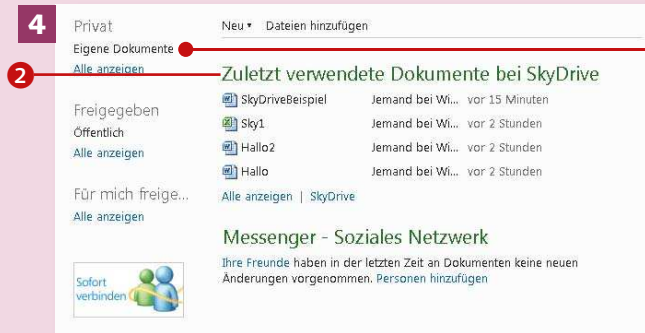 4
Privat
Eigene Dokumente
Alle anzeigen
Freigegeben
Öffentlich
Alle anzeigen
Für mich freige...
Alle anzeigen
Sofort
verbinden
Neu Dateien hinzufügen
2
Zuletzt verwendete Dokumente bei SkyDrive
SkyDriveBeispiel Jemand bei Wi... vor 15 Minuten
Sky1 Jemand bei Wi... vor 2 Stunden
Hallo2 Jemand bei Wi... vor 2 Stunden
Hallo Jemand bei Wi... vor 2 Stunden
Alle anzeigen | SkyDrive
Messenger - Soziales Netzwerk
Ihre Freunde haben in der letzten Zeit an Dokumenten keine neuen
Änderungen vorgenommen. Personen hinzufügen